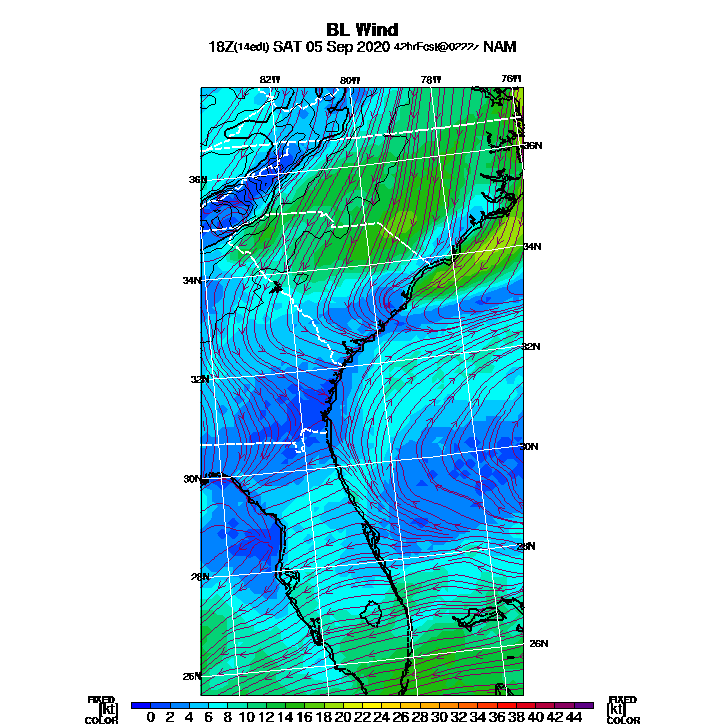 BL Wind
18Z(14edt) SAT 05 Sep 2020 42hrFcst@0222z NAM
82W 80W 78W 76W
36N
36N
34N
34N
32N
32N
30N
30N
28N
28N
26N
26N
FIXED FIXED
[kt] 0 2 4 6 8 10 12 14 16 18 20 22 24 26 28 30 32 34 36 38 40 42 44 [kt]
COLOR COLOR